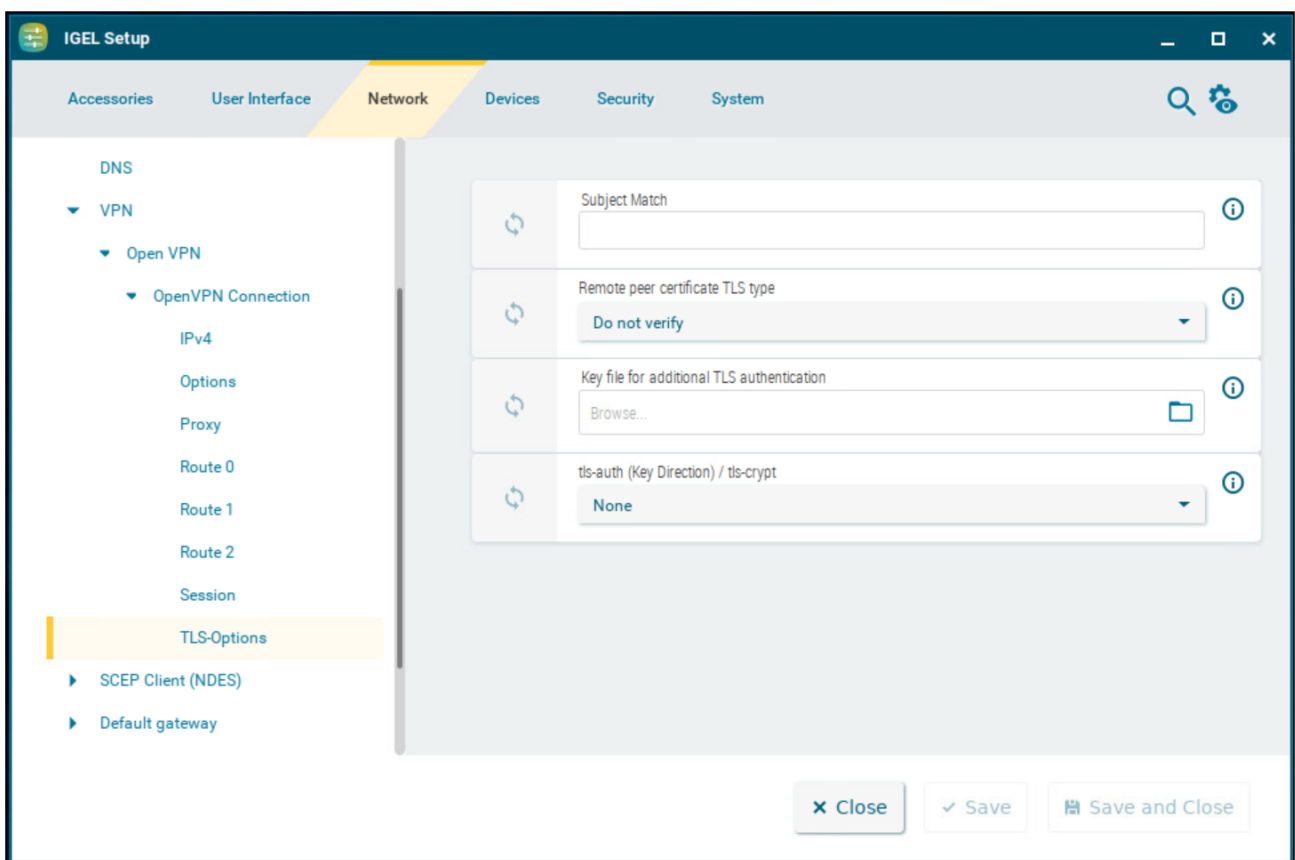 IGEL Setup
Accessories User Interface Network Devices Security System
DNS
VPN
Open VPN
OpenVPN Connection
IPv4
Options
Proxy
Route 0
Route 1
Route 2
Session
TLS-Options
SCEP Client (NDES)
Default gateway
Subject Match
Remote peer certificate TLS type
Do not verify
Key file for additional TLS authentication
Browse...
tls-auth (Key Direction) / tls-crypt
None
Close Save Save and Close